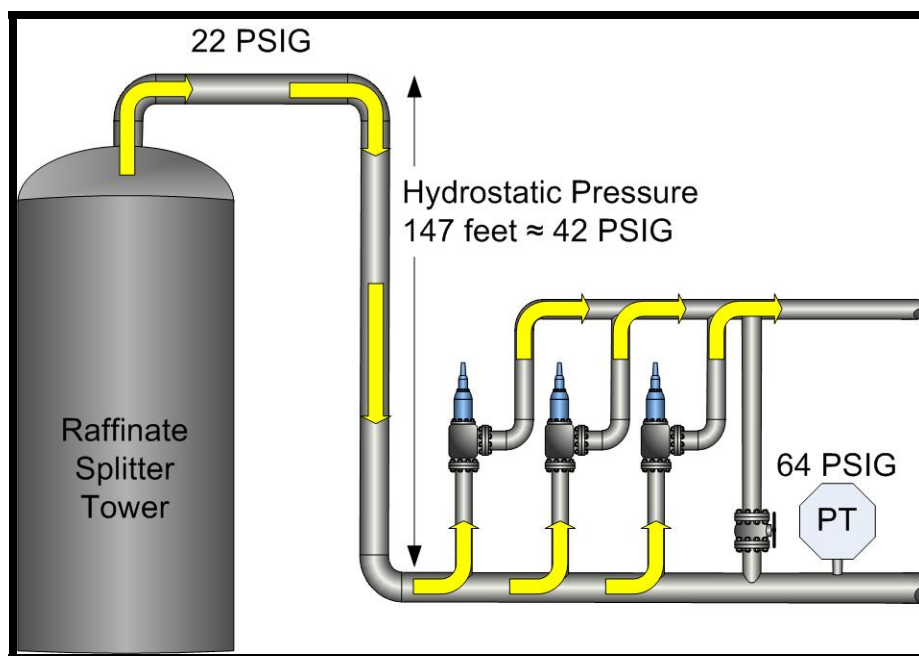 22 PSIG
Hydrostatic Pressure
147 feet ≈ 42 PSIG
Raffinate
Splitter
Tower
64 PSIG
PT